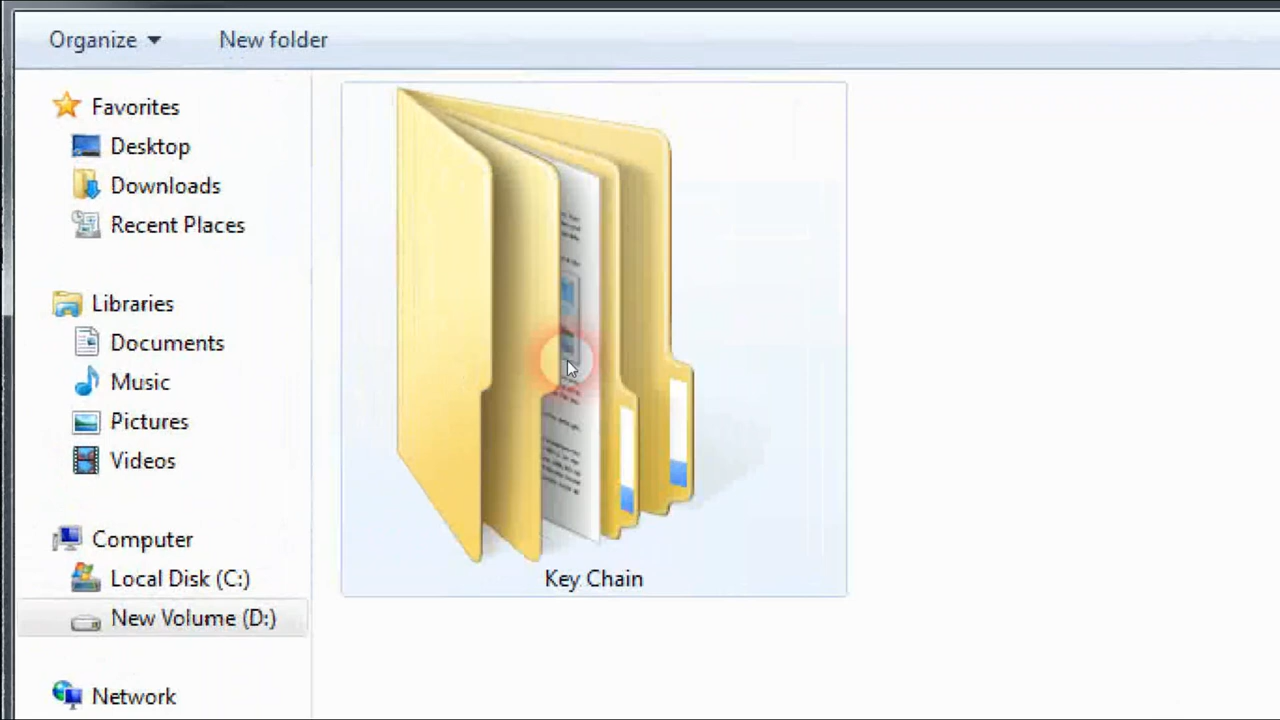 Organize
New folder
Favorites
Desktop
Downloads
Recent Places
Libraries
Documents
Music
Pictures
Videos
Computer
Local Disk (C:)
New Volume (D:)
Network
Key Chain